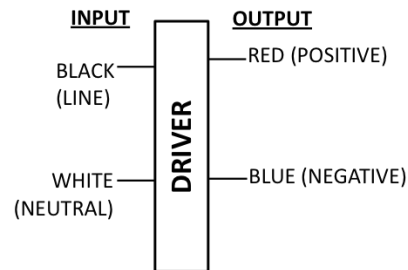 INPUT
OUTPUT
BLACK
(LINE)
RED (POSITIVE)
DRIVER
WHITE
(NEUTRAL)
BLUE (NEGATIVE)